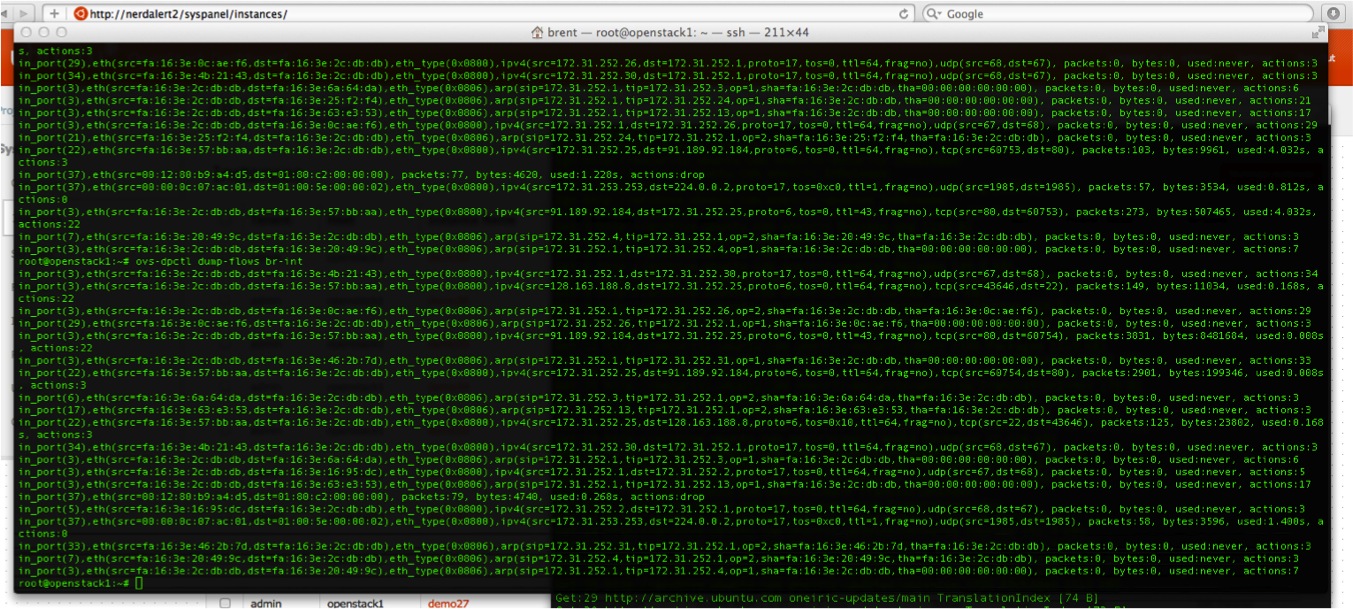 http://nerdalert2/syspanel/instances/
Google
brent — root@openstack1: ~ — ssh — 211×44
s, actions:3
in_port(29),eth(src=fa:16:3e:0c:ae:f6,dst=fa:16:3e:2c:db:db),eth_type(0x0800),ipv4(src=172.31.252.26,dst=172.31.252.1,proto=17,tos=0,ttl=64,frag=no),udp(src=68,dst=67), packets:0, bytes:0, used:never, actions:3
in_port(34),eth(src=fa:16:3e:4b:21:43,dst=fa:16:3e:2c:db:db),eth_type(0x0800),ipv4(src=172.31.252.30,dst=172.31.252.1,proto=17,tos=0,ttl=64,frag=no),udp(src=68,dst=67), packets:0, bytes:0, used:never, actions:3
in_port(3),eth(src=fa:16:3e:2c:db:db,dst=fa:16:3e:6a:64:da),eth_type(0x0806),arp(sip=172.31.252.1,tip=172.31.252.3,op=1,sha=fa:16:3e:2c:db:db,tha=00:00:00:00:00:00), packets:0, bytes:0, used:never, actions:6
in_port(3),eth(src=fa:16:3e:2c:db:db,dst=fa:16:3e:25:f2:f4),eth_type(0x0806),arp(sip=172.31.252.1,tip=172.31.252.24,op=1,sha=fa:16:3e:2c:db:db,tha=00:00:00:00:00:00), packets:0, bytes:0, used:never, actions:21
in_port(3),eth(src=fa:16:3e:2c:db:db,dst=fa:16:3e:63:e3:53),eth_type(0x0806),arp(sip=172.31.252.1,tip=172.31.252.13,op=1,sha=fa:16:3e:2c:db:db,tha=00:00:00:00:00:00), packets:0, bytes:0, used:never, actions:17
in_port(3),eth(src=fa:16:3e:2c:db:db,dst=fa:16:3e:0c:ae:f6),eth_type(0x0800),ipv4(src=172.31.252.1,dst=172.31.252.26,proto=17,tos=0,ttl=64,frag=no),udp(src=67,dst=68), packets:0, bytes:0, used:never, actions:29
in_port(21),eth(src=fa:16:3e:25:f2:f4,dst=fa:16:3e:2c:db:db),eth_type(0x0806),arp(sip=172.31.252.24,tip=172.31.252.1,op=2,sha=fa:16:3e:25:f2:f4,tha=fa:16:3e:2c:db:db), packets:0, bytes:0, used:never, actions:3
in_port(22),eth(src=fa:16:3e:57:bb:aa,dst=fa:16:3e:2c:db:db),eth_type(0x0800),ipv4(src=172.31.252.25,dst=91.189.92.184,proto=6,tos=0,ttl=64,frag=no),tcp(src=60753,dst=80), packets:103, bytes:9961, used:4.032s, a
ctions:3
in_port(37),eth(src=00:12:80:b9:a4:d5,dst=01:80:c2:00:00:00), packets:77, bytes:4620, used:1.228s, actions:drop
in_port(37),eth(src=00:00:0c:07:ac:01,dst=01:00:5e:00:00:02),eth_type(0x0800),ipv4(src=172.31.253.253,dst=224.0.0.2,proto=17,tos=0xc0,ttl=1,frag=no),udp(src=1985,dst=1985), packets:57, bytes:3534, used:0.812s, a
ctions:0
in_port(3),eth(src=fa:16:3e:2c:db:db,dst=fa:16:3e:57:bb:aa),eth_type(0x0800),ipv4(src=91.189.92.184,dst=172.31.252.25,proto=6,tos=0,ttl=43,frag=no),tcp(src=80,dst=60753), packets:273, bytes:507465, used:4.032s,
actions:22
in_port(7),eth(src=fa:16:3e:20:49:9c,dst=fa:16:3e:2c:db:db),eth_type(0x0806),arp(sip=172.31.252.4,tip=172.31.252.1,op=2,sha=fa:16:3e:20:49:9c,tha=fa:16:3e:2c:db:db), packets:0, bytes:0, used:never, actions:3
in_port(3),eth(src=fa:16:3e:2c:db:db,dst=fa:16:3e:20:49:9c),eth_type(0x0806),arp(sip=172.31.252.1,tip=172.31.252.4,op=1,sha=fa:16:3e:2c:db:db,tha=00:00:00:00:00:00), packets:0, bytes:0, used:never, actions:7
root@openstack1:~# ovs-dpctl dump-flows br-int
in_port(3),eth(src=fa:16:3e:2c:db:db,dst=fa:16:3e:4b:21:43),eth_type(0x0800),ipv4(src=172.31.252.1,dst=172.31.252.30,proto=17,tos=0,ttl=64,frag=no),udp(src=67,dst=68), packets:0, bytes:0, used:never, actions:34
in_port(3),eth(src=fa:16:3e:2c:db:db,dst=fa:16:3e:57:bb:aa),eth_type(0x0800),ipv4(src=128.163.188.8,dst=172.31.252.25,proto=6,tos=0,ttl=64,frag=no),tcp(src=43646,dst=22), packets:149, bytes:11034, used:0.168s, a
ctions:22
in_port(3),eth(src=fa:16:3e:2c:db:db,dst=fa:16:3e:0c:ae:f6),eth_type(0x0806),arp(sip=172.31.252.1,tip=172.31.252.26,op=2,sha=fa:16:3e:2c:db:db,tha=fa:16:3e:0c:ae:f6), packets:0, bytes:0, used:never, actions:29
in_port(29),eth(src=fa:16:3e:0c:ae:f6,dst=fa:16:3e:2c:db:db),eth_type(0x0806),arp(sip=172.31.252.26,tip=172.31.252.1,op=1,sha=fa:16:3e:0c:ae:f6,tha=00:00:00:00:00:00), packets:0, bytes:0, used:never, actions:3
in_port(3),eth(src=fa:16:3e:2c:db:db,dst=fa:16:3e:57:bb:aa),eth_type(0x0800),ipv4(src=91.189.92.184,dst=172.31.252.25,proto=6,tos=0,ttl=43,frag=no),tcp(src=80,dst=60754), packets:3831, bytes:8481684, used:0.008s
, actions:22
in_port(3),eth(src=fa:16:3e:2c:db:db,dst=fa:16:3e:46:2b:7d),eth_type(0x0806),arp(sip=172.31.252.1,tip=172.31.252.31,op=1,sha=fa:16:3e:2c:db:db,tha=00:00:00:00:00:00), packets:0, bytes:0, used:never, actions:33
in_port(22),eth(src=fa:16:3e:57:bb:aa,dst=fa:16:3e:2c:db:db),eth_type(0x0800),ipv4(src=172.31.252.25,dst=91.189.92.184,proto=6,tos=0,ttl=64,frag=no),tcp(src=60754,dst=80), packets:2901, bytes:199346, used:0.008s
, actions:3
in_port(6),eth(src=fa:16:3e:6a:64:da,dst=fa:16:3e:2c:db:db),eth_type(0x0806),arp(sip=172.31.252.3,tip=172.31.252.1,op=2,sha=fa:16:3e:6a:64:da,tha=fa:16:3e:2c:db:db), packets:0, bytes:0, used:never, actions:3
in_port(17),eth(src=fa:16:3e:63:e3:53,dst=fa:16:3e:2c:db:db),eth_type(0x0806),arp(sip=172.31.252.13,tip=172.31.252.1,op=2,sha=fa:16:3e:63:e3:53,tha=fa:16:3e:2c:db:db), packets:0, bytes:0, used:never, actions:3
in_port(22),eth(src=fa:16:3e:57:bb:aa,dst=fa:16:3e:2c:db:db),eth_type(0x0800),ipv4(src=172.31.252.25,dst=128.163.188.8,proto=6,tos=0x10,ttl=64,frag=no),tcp(src=22,dst=43646), packets:125, bytes:23802, used:0.168
s, actions:3
in_port(34),eth(src=fa:16:3e:4b:21:43,dst=fa:16:3e:2c:db:db),eth_type(0x0800),ipv4(src=172.31.252.30,dst=172.31.252.1,proto=17,tos=0,ttl=64,frag=no),udp(src=68,dst=67), packets:0, bytes:0, used:never, actions:3
in_port(3),eth(src=fa:16:3e:2c:db:db,dst=fa:16:3e:6a:64:da),eth_type(0x0806),arp(sip=172.31.252.1,tip=172.31.252.3,op=1,sha=fa:16:3e:2c:db:db,tha=00:00:00:00:00:00), packets:0, bytes:0, used:never, actions:6
in_port(3),eth(src=fa:16:3e:2c:db:db,dst=fa:16:3e:16:95:dc),eth_type(0x0800),ipv4(src=172.31.252.1,dst=172.31.252.2,proto=17,tos=0,ttl=64,frag=no),udp(src=67,dst=68), packets:0, bytes:0, used:never, actions:5
in_port(3),eth(src=fa:16:3e:2c:db:db,dst=fa:16:3e:63:e3:53),eth_type(0x0806),arp(sip=172.31.252.1,tip=172.31.252.13,op=1,sha=fa:16:3e:2c:db:db,tha=00:00:00:00:00:00), packets:0, bytes:0, used:never, actions:17
in_port(37),eth(src=00:12:80:b9:a4:d5,dst=01:80:c2:00:00:00), packets:79, bytes:4740, used:0.268s, actions:drop
in_port(5),eth(src=fa:16:3e:16:95:dc,dst=fa:16:3e:2c:db:db),eth_type(0x0800),ipv4(src=172.31.252.2,dst=172.31.252.1,proto=17,tos=0,ttl=64,frag=no),udp(src=68,dst=67), packets:0, bytes:0, used:never, actions:3
in_port(37),eth(src=00:00:0c:07:ac:01,dst=01:00:5e:00:00:02),eth_type(0x0800),ipv4(src=172.31.253.253,dst=224.0.0.2,proto=17,tos=0xc0,ttl=1,frag=no),udp(src=1985,dst=1985), packets:58, bytes:3596, used:1.400s, a
ctions:0
in_port(33),eth(src=fa:16:3e:46:2b:7d,dst=fa:16:3e:2c:db:db),eth_type(0x0806),arp(sip=172.31.252.31,tip=172.31.252.1,op=2,sha=fa:16:3e:46:2b:7d,tha=fa:16:3e:2c:db:db), packets:0, bytes:0, used:never, actions:3
in_port(7),eth(src=fa:16:3e:20:49:9c,dst=fa:16:3e:2c:db:db),eth_type(0x0806),arp(sip=172.31.252.4,tip=172.31.252.1,op=2,sha=fa:16:3e:20:49:9c,tha=fa:16:3e:2c:db:db), packets:0, bytes:0, used:never, actions:3
in_port(3),eth(src=fa:16:3e:2c:db:db,dst=fa:16:3e:20:49:9c),eth_type(0x0806),arp(sip=172.31.252.1,tip=172.31.252.4,op=1,sha=fa:16:3e:2c:db:db,tha=00:00:00:00:00:00), packets:0, bytes:0, used:never, actions:7
root@openstack1:~#
admin openstack1 demo27
Get:29 http://archive.ubuntu.com oneiric-updates/main TranslationIndex [74 B]